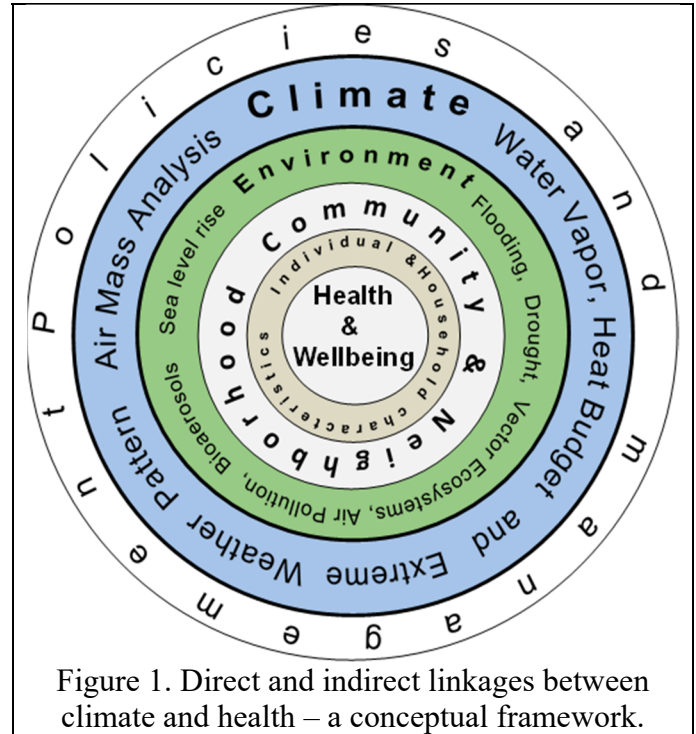 Policies and management
Climate
Water Vapor, Heat Budget and Extreme Weather Pattern
Air Mass Analysis
Environment
Flooding, Drought, Vector Ecosystems, Air Pollution, Bioaerosols
Sea level rise
Community & Neighborhood
Individual & Household characteristics
Health
&
Wellbeing
Figure 1. Direct and indirect linkages between
climate and health – a conceptual framework.